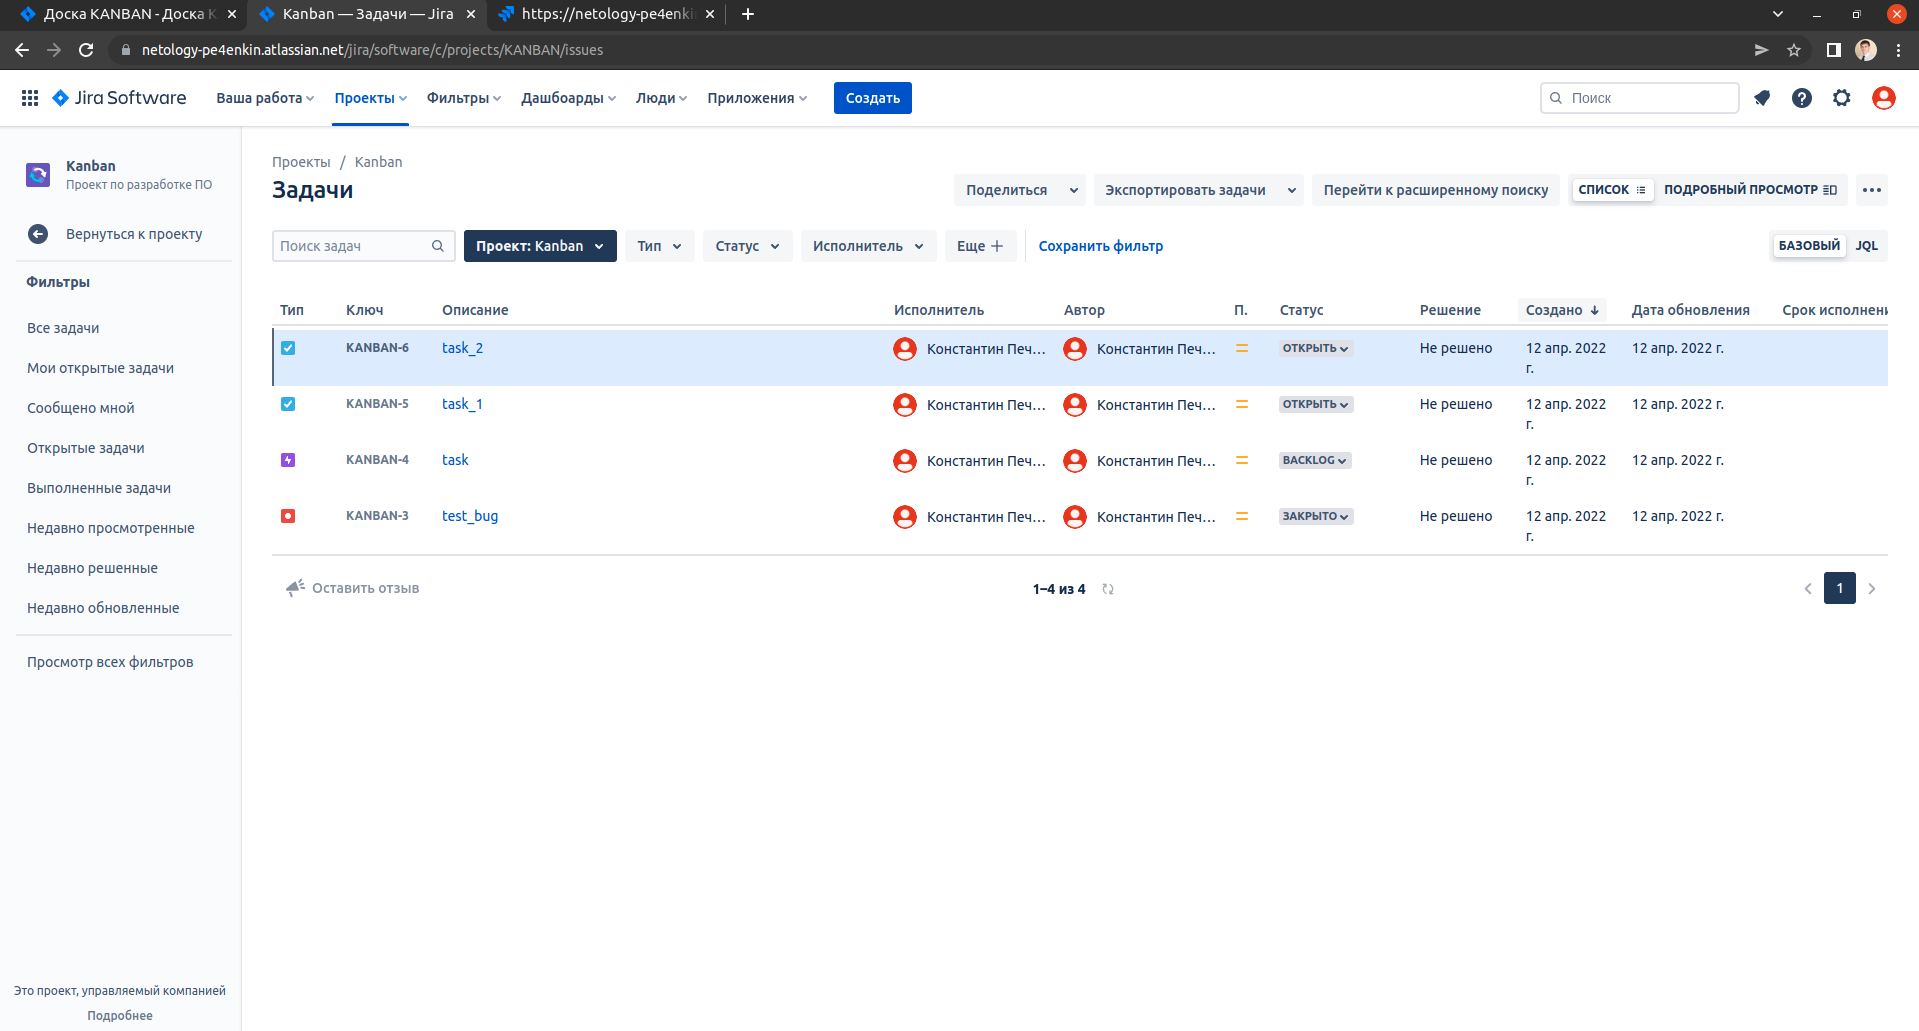 Доска KANBAN - Доска K
Kanban — Задачи — Jira
https://netology-pe4enki
netology-pe4enkin.atlassian.net/jira/software/c/projects/KANBAN/issues
Jira Software
Ваша работа
Проекты
Фильтры
Дашборды
Люди
Приложения
Создать
Поиск
Kanban
Проект по разработке ПО
Вернуться к проекту
Фильтры
Все задачи
Мои открытые задачи
Сообщено мной
Открытые задачи
Выполненные задачи
Недавно просмотренные
Недавно решенные
Недавно обновленные
Просмотр всех фильтров
Это проект, управляемый компанией
Подробнее
Проекты / Kanban
Задачи
Поделиться
Экспортировать задачи
Перейти к расширенному поиску
СПИСОК
ПОДРОБНЫЙ ПРОСМОТР
Поиск задач
Проект: Kanban
Тип
Статус
Исполнитель
Еще
Сохранить фильтр
БАЗОВЫЙ
JQL
Тип Ключ Описание Исполнитель Автор П. Статус Решение Создано Дата обновления Срок исполнени
KANBAN-6 task_2 Константин Печ... Константин Печ... ОТКРЫТЬ Не решено 12 апр. 2022 г. 12 апр. 2022 г.
KANBAN-5 task_1 Константин Печ... Константин Печ... ОТКРЫТЬ Не решено 12 апр. 2022 г. 12 апр. 2022 г.
KANBAN-4 task Константин Печ... Константин Печ... BACKLOG Не решено 12 апр. 2022 г. 12 апр. 2022 г.
KANBAN-3 test_bug Константин Печ... Константин Печ... ЗАКРЫТО Не решено 12 апр. 2022 г. 12 апр. 2022 г.
Оставить отзыв
1–4 из 4
1